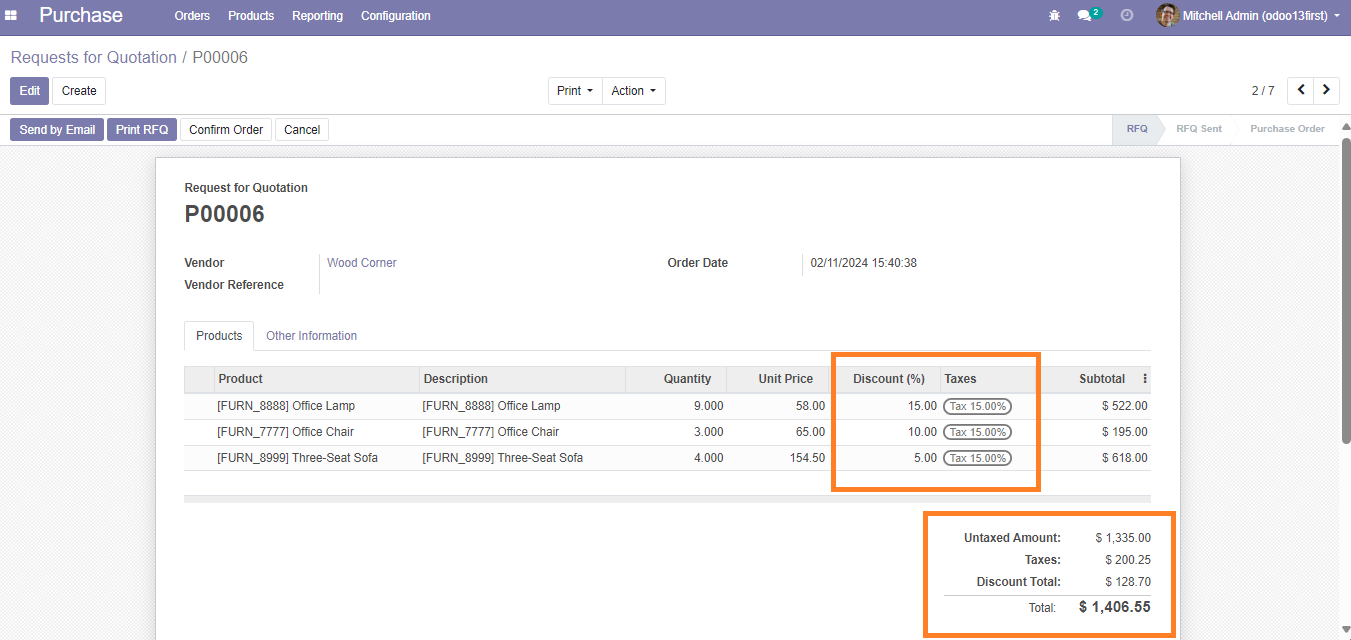 Purchase Orders Products Reporting Configuration 2 Mitchell Admin (odoo13first)
Requests for Quotation / P00006
Edit Create Print Action 2 / 7
Send by Email Print RFQ Confirm Order Cancel RFQ RFQ Sent Purchase Order
Request for Quotation
P00006
Vendor Wood Corner Order Date 02/11/2024 15:40:38
Vendor Reference
Products Other Information
Product Description Quantity Unit Price Discount (%) Taxes Subtotal
[FURN_8888] Office Lamp [FURN_8888] Office Lamp 9.000 58.00 15.00 Tax 15.00% $ 522.00
[FURN_7777] Office Chair [FURN_7777] Office Chair 3.000 65.00 10.00 Tax 15.00% $ 195.00
[FURN_8999] Three-Seat Sofa [FURN_8999] Three-Seat Sofa 4.000 154.50 5.00 Tax 15.00% $ 618.00
Untaxed Amount: $ 1,335.00
Taxes: $ 200.25
Discount Total: $ 128.70
Total: $ 1,406.55